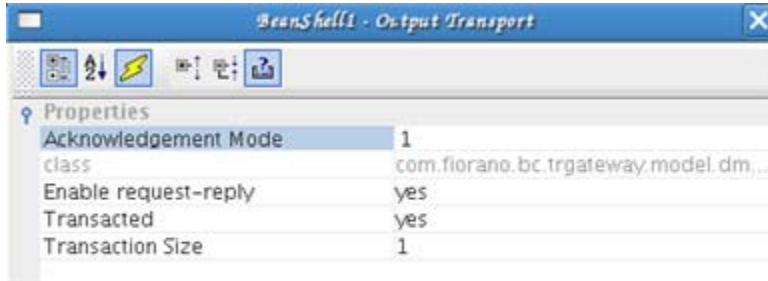 BeanShell1 - Output Transport
Properties
Acknowledgement Mode 1
class com.fiorano.bc.trgateway.model.dm...
Enable request-reply yes
Transacted yes
Transaction Size 1